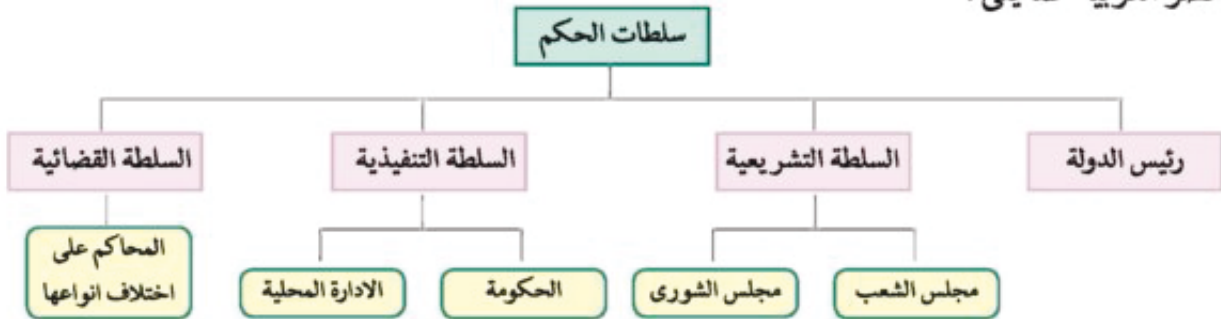 سلطات الحكم
رئيس الدولة
السلطة التشريعية
السلطة التنفيذية
السلطة القضائية
مجلس الشعب
مجلس الشورى
الحكومة
الادارة المحلية
المحاكم على
اختلاف انواعها